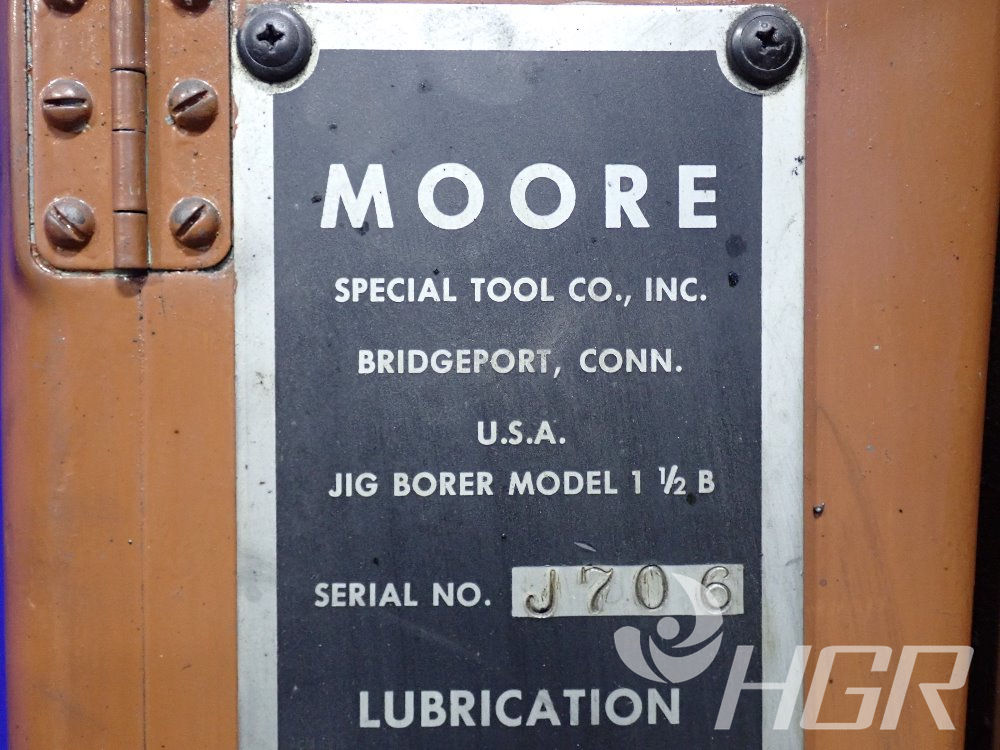 MOORE
SPECIAL TOOL CO., INC.
BRIDGEPORT, CONN.
U.S.A.
JIG BORER MODEL 1 ½ B
SERIAL NO. J706
LUBRICATION
HGR